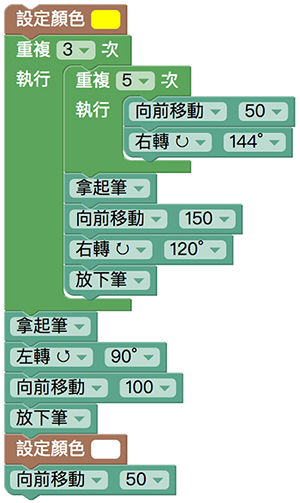 設定顏色
重複 3 次
執行 重複 5 次
執行 向前移動 50
右轉 ↻ 144°
拿起筆
向前移動 150
右轉 ↻ 120°
放下筆
拿起筆
左轉 ↺ 90°
向前移動 100
放下筆
設定顏色
向前移動 50